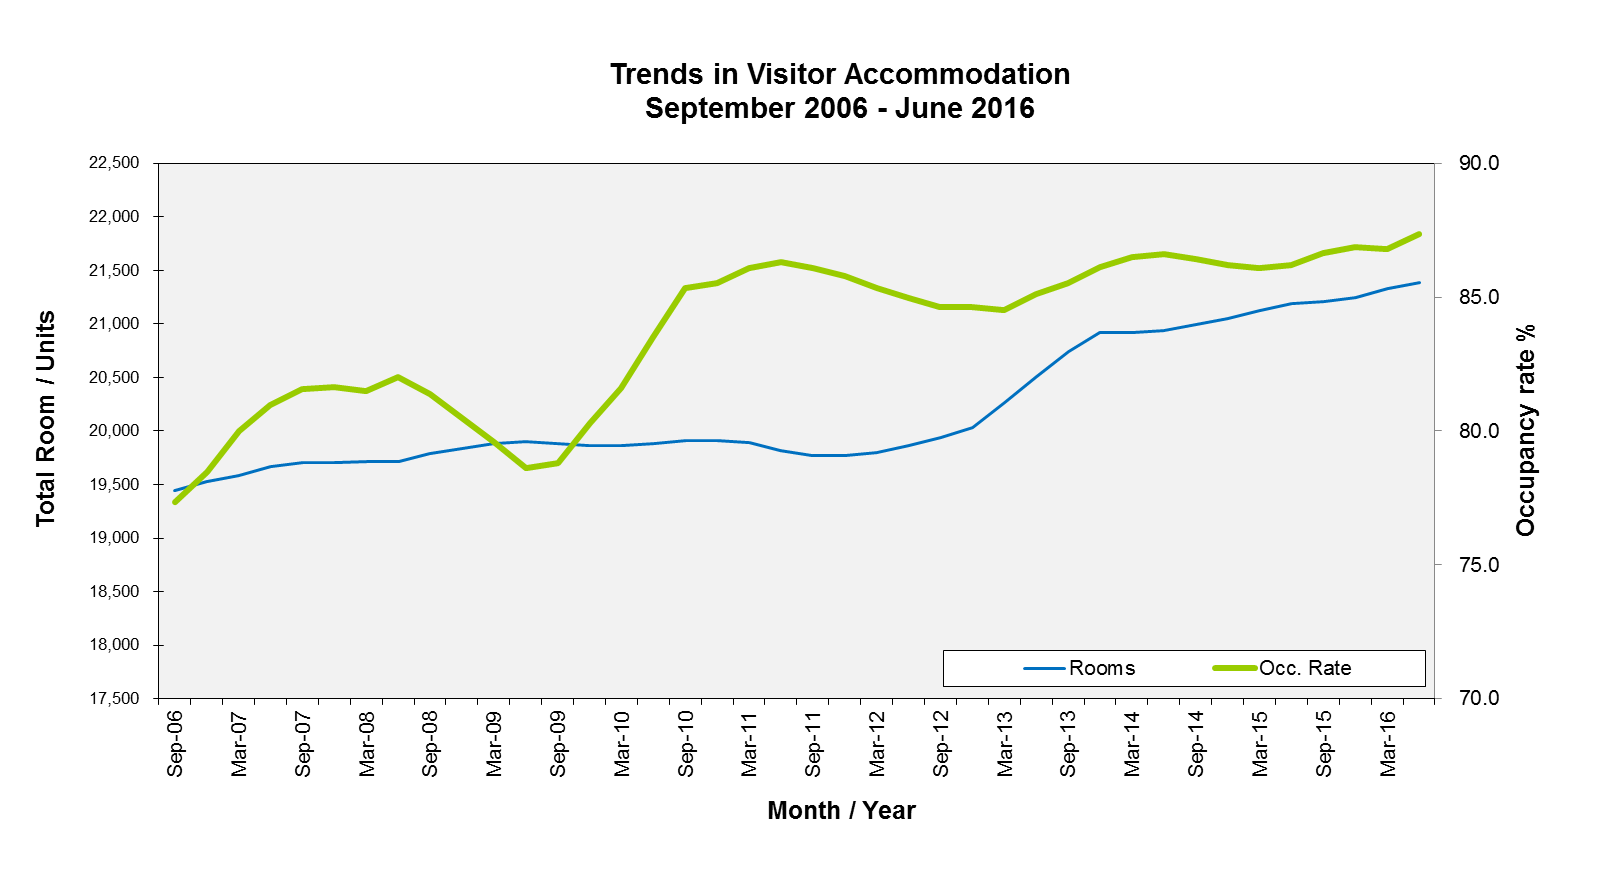 Trends in Visitor Accommodation
September 2006 - June 2016
22,500
22,000
21,500
21,000
20,500
20,000
19,500
19,000
18,500
18,000
17,500
Total Room / Units
90.0
85.0
80.0
75.0
70.0
Occupancy rate %
Rooms
Occ. Rate
Sep-06
Mar-07
Sep-07
Mar-08
Sep-08
Mar-09
Sep-09
Mar-10
Sep-10
Mar-11
Sep-11
Mar-12
Sep-12
Mar-13
Sep-13
Mar-14
Sep-14
Mar-15
Sep-15
Mar-16
Month / Year